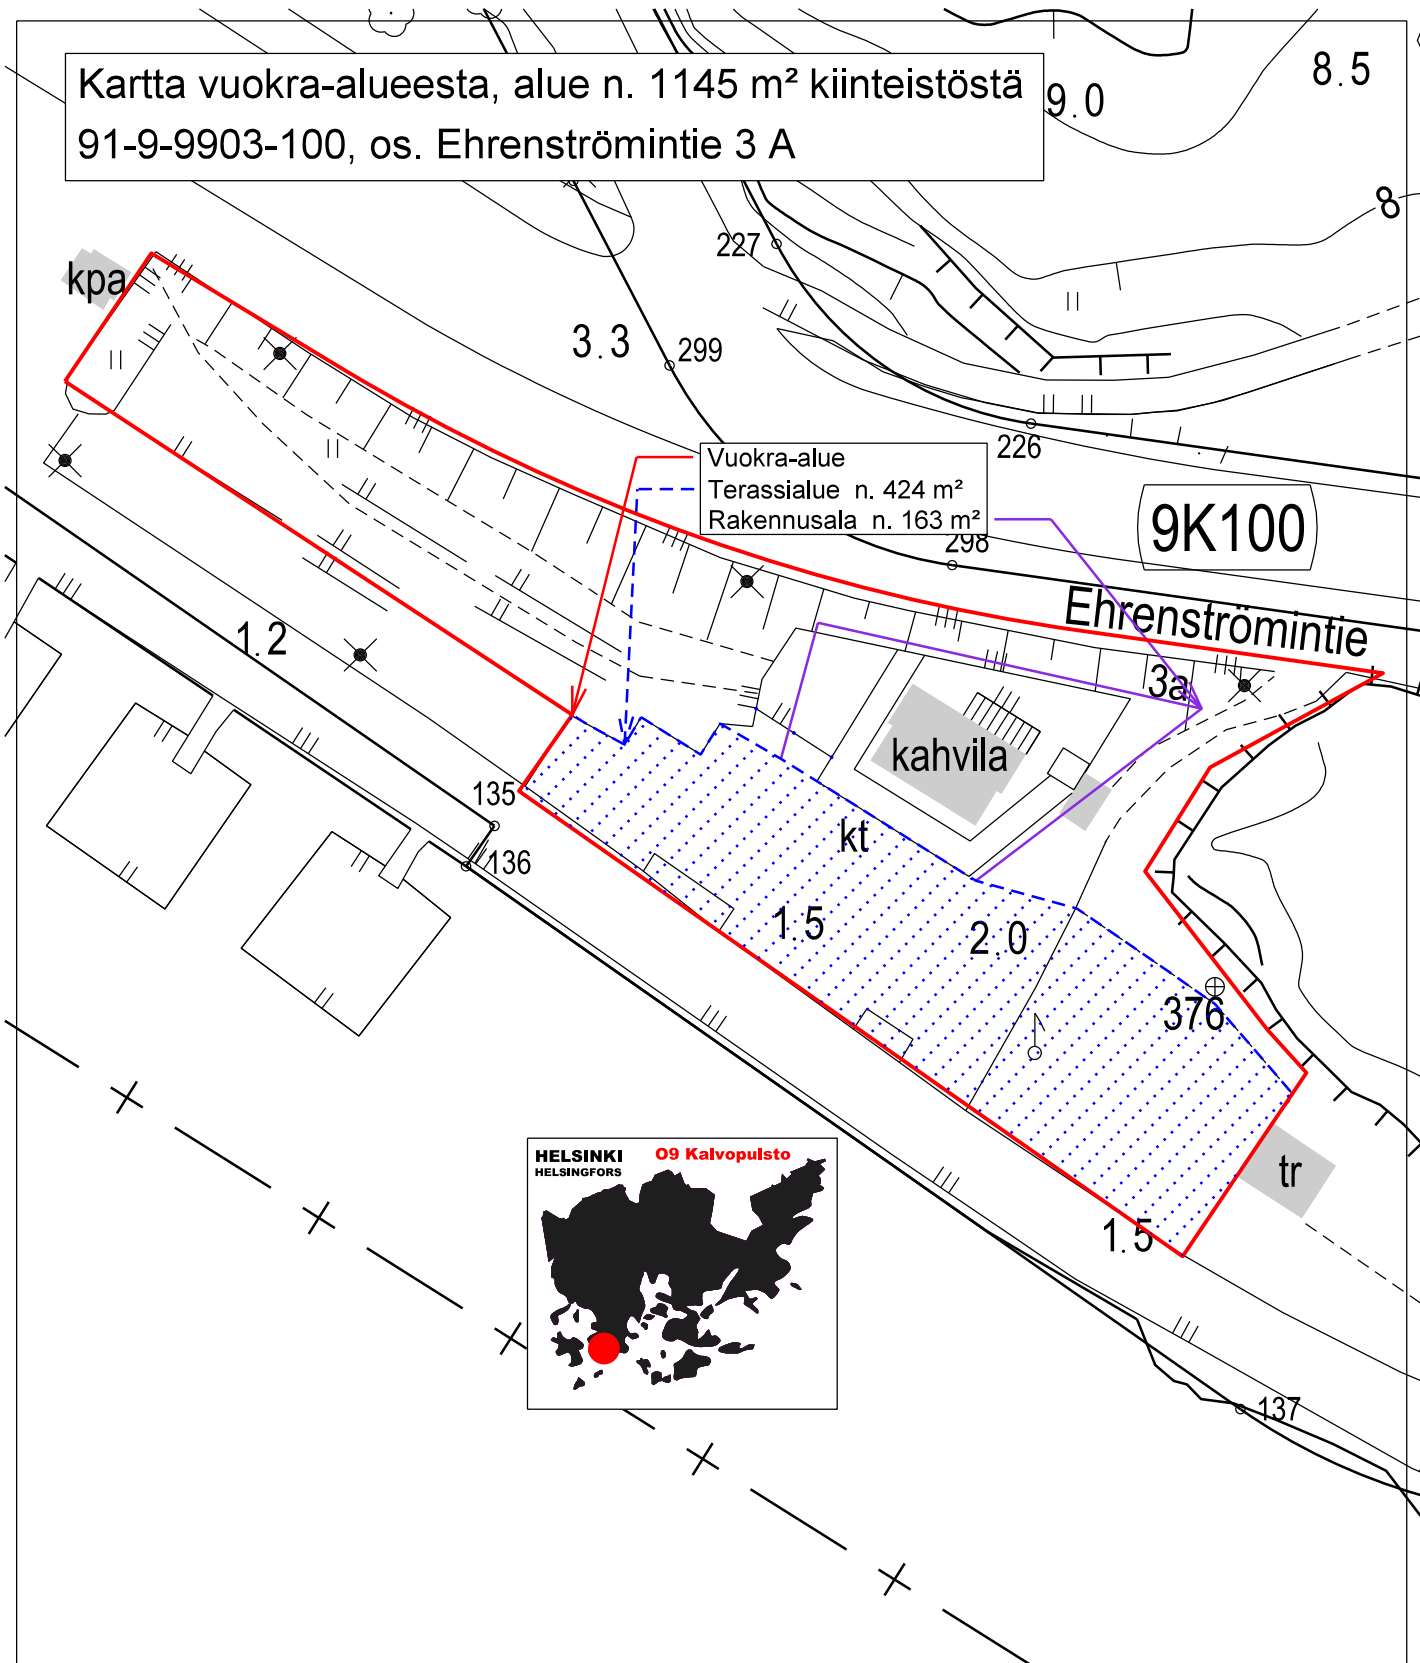 Kartta vuokra-alueesta, alue n. 1145 m² kiinteistöstä
91-9-9903-100, os. Ehrenströmintie 3 A
8.5
9.0
8
227
kpa
3.3
299
226
Vuokra-alue
Terassialue n. 424 m²
Rakennusala n. 163 m²
9K100
298
Ehrenströmintie
1.2
3a
kahvila
135
kt
136
1.5
2.0
376
HELSINKI
HELSINGFORS
O9 Kalvopulsto
tr
1.5
137